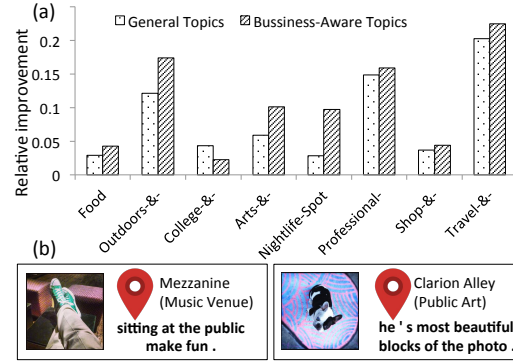 (a)
General Topics
Bussiness-Aware Topics
Relative improvement
0.2
0.15
0.1
0.05
0
Food
Outdoors-&-
College-&-
Arts-&-
Nightlife-Spot
Professional-
Shop-&-
Travel-&-
(b)
Mezzanine
(Music Venue)
sitting at the public
make fun .
Clarion Alley
(Public Art)
he ' s most beautiful
blocks of the photo .